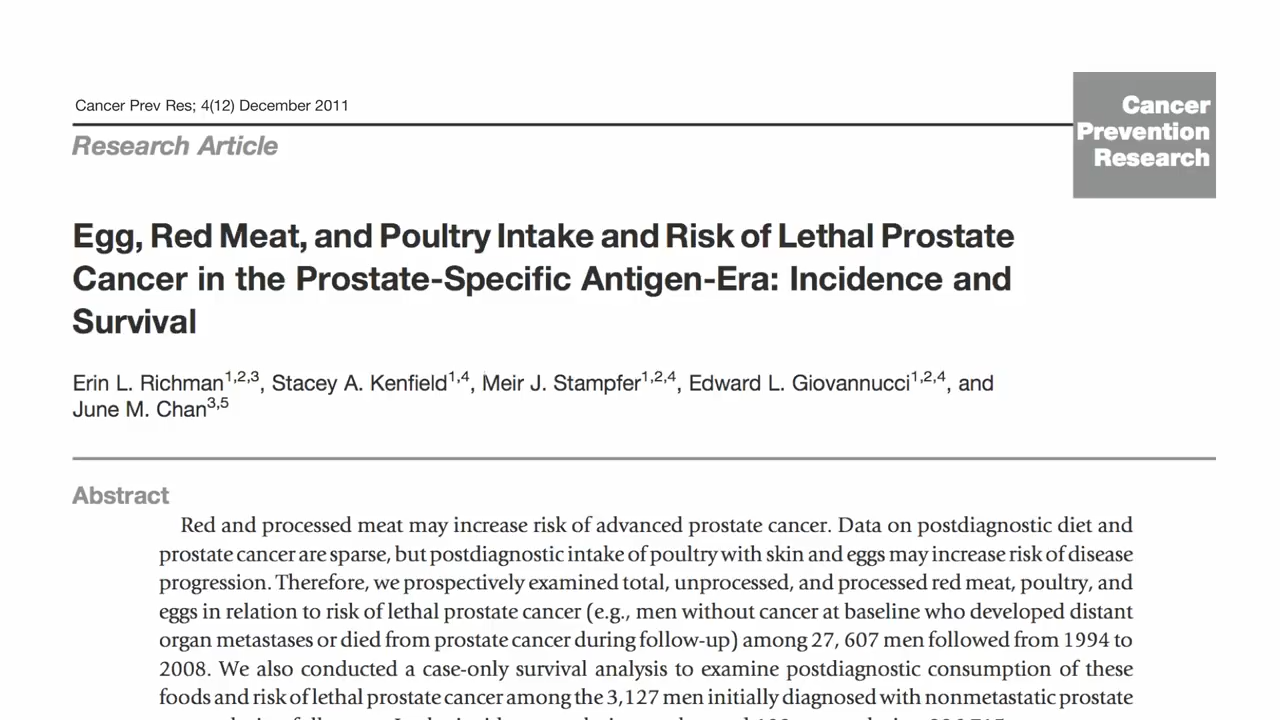 Cancer Prev Res; 4(12) December 2011
Cancer
Prevention
Research
Research Article
Egg, Red Meat, and Poultry Intake and Risk of Lethal Prostate
Cancer in the Prostate-Specific Antigen-Era: Incidence and
Survival
Erin L. Richman1,2,3, Stacey A. Kenfield1,4, Meir J. Stampfer1,2,4, Edward L. Giovannucci1,2,4, and
June M. Chan3,5
Abstract
Red and processed meat may increase risk of advanced prostate cancer. Data on postdiagnostic diet and
prostate cancer are sparse, but postdiagnostic intake of poultry with skin and eggs may increase risk of disease
progression. Therefore, we prospectively examined total, unprocessed, and processed red meat, poultry, and
eggs in relation to risk of lethal prostate cancer (e.g., men without cancer at baseline who developed distant
organ metastases or died from prostate cancer during follow-up) among 27, 607 men followed from 1994 to
2008. We also conducted a case-only survival analysis to examine postdiagnostic consumption of these
foods and risk of lethal prostate cancer among the 3,127 men initially diagnosed with nonmetastatic prostate